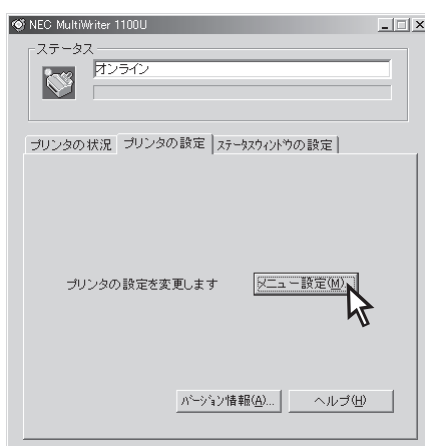 NEC MultiWriter 1100U
ステータス
オンライン
プリンタの状況 プリンタの設定 ステータスウィンドウの設定
プリンタの設定を変更します メニュー設定(M)...
バージョン情報(A)... ヘルプ(H)